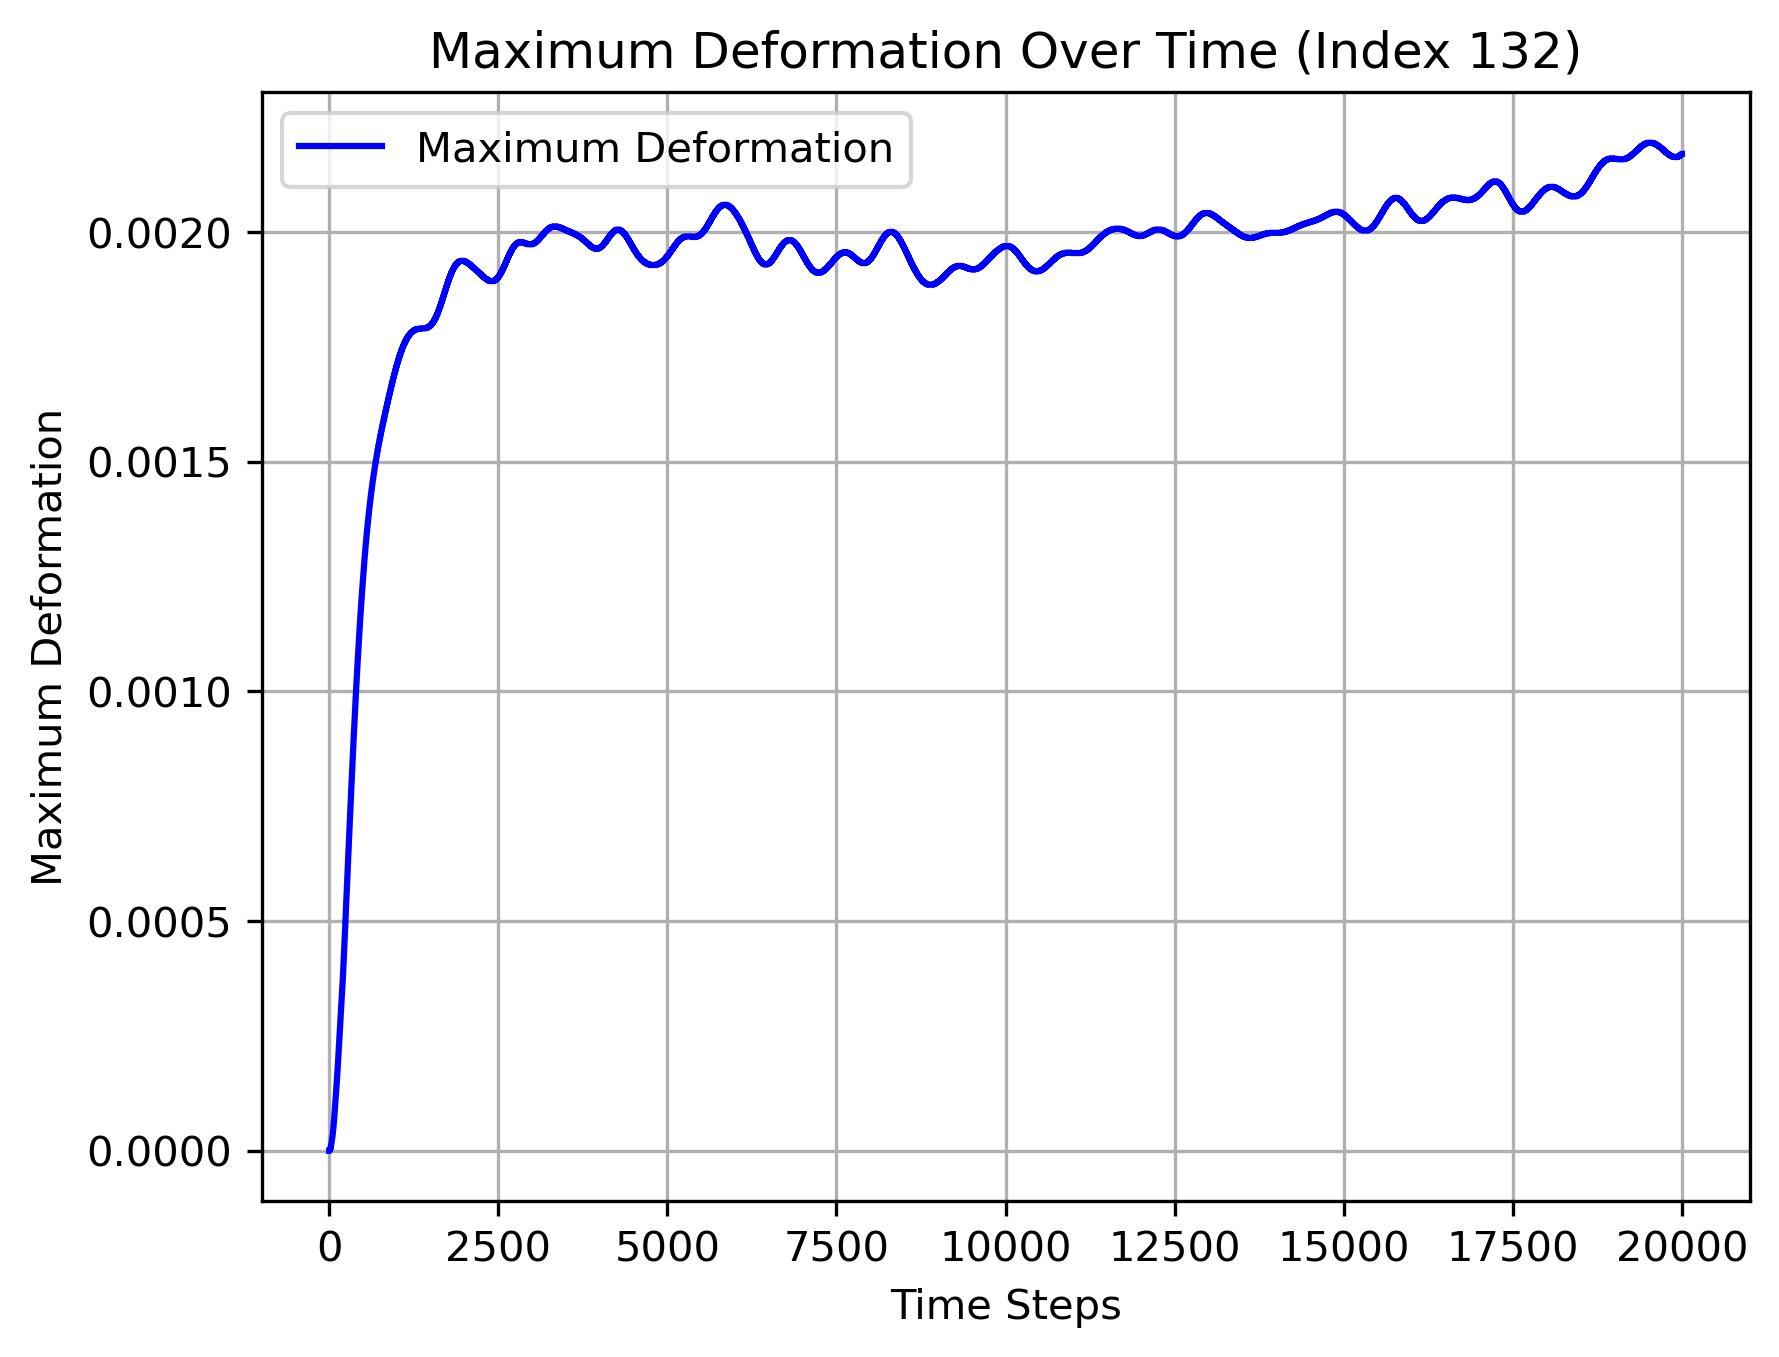 Maximum Deformation Over Time (Index 132)
Maximum Deformation
Maximum Deformation
0.0020
0.0015
0.0010
0.0005
0.0000
0 2500 5000 7500 10000 12500 15000 17500 20000
Time Steps